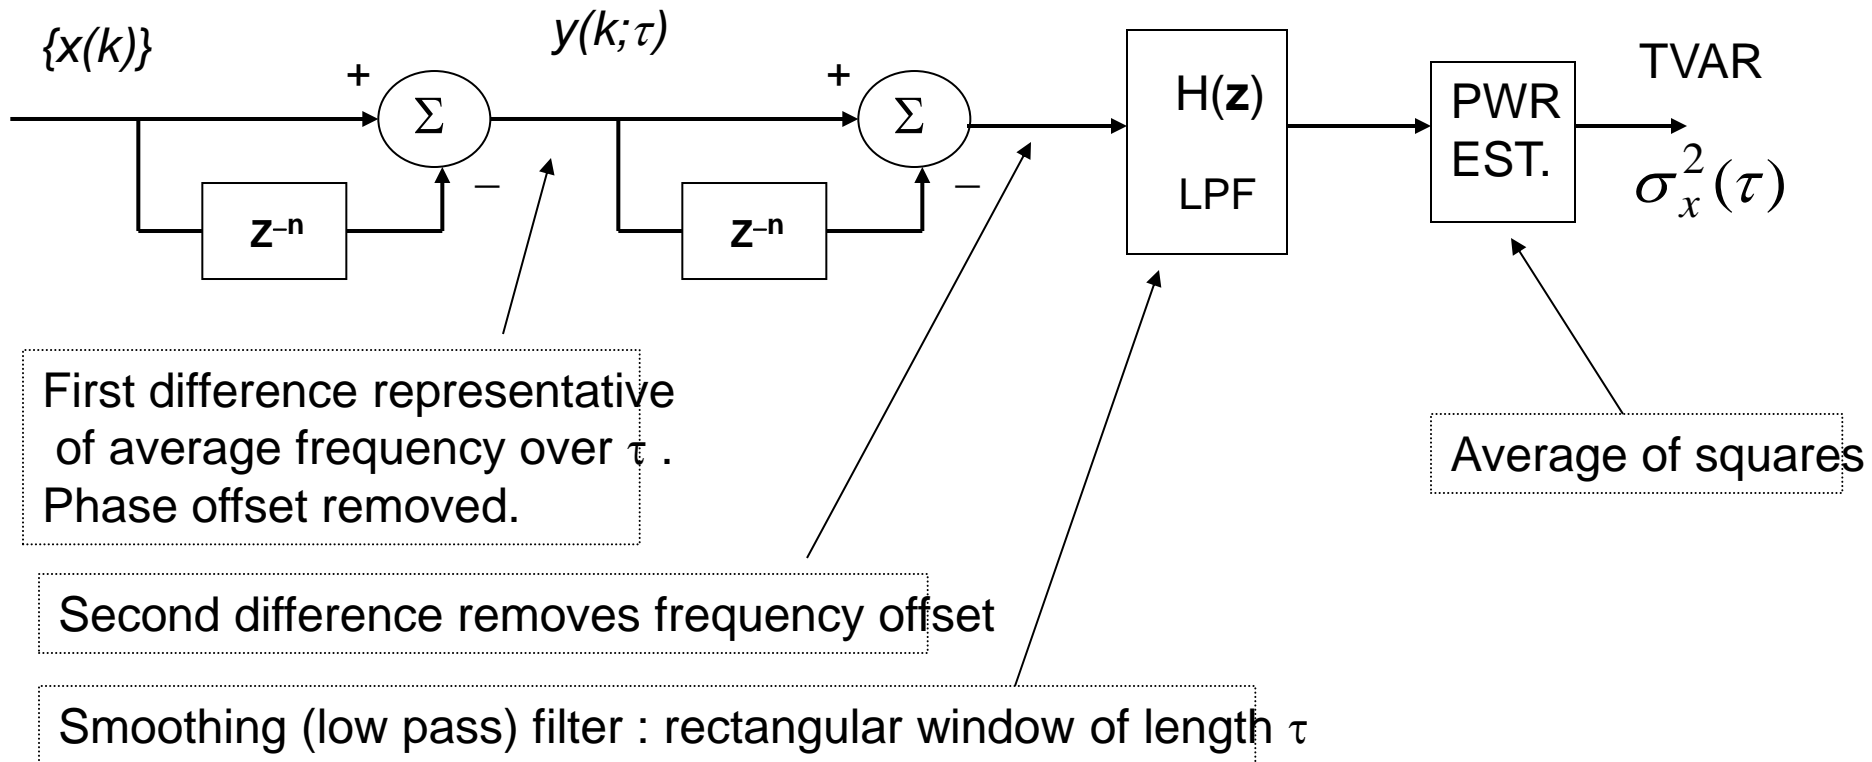 {x(k)}
y(k;τ)
+
Σ
+
Σ
H(z)
LPF
PWR
EST.
TVAR
σ²ₓ(τ)
–
–
z⁻ⁿ
z⁻ⁿ
First difference representative
of average frequency over τ .
Phase offset removed.
Average of squares
Second difference removes frequency offset
Smoothing (low pass) filter : rectangular window of length τ